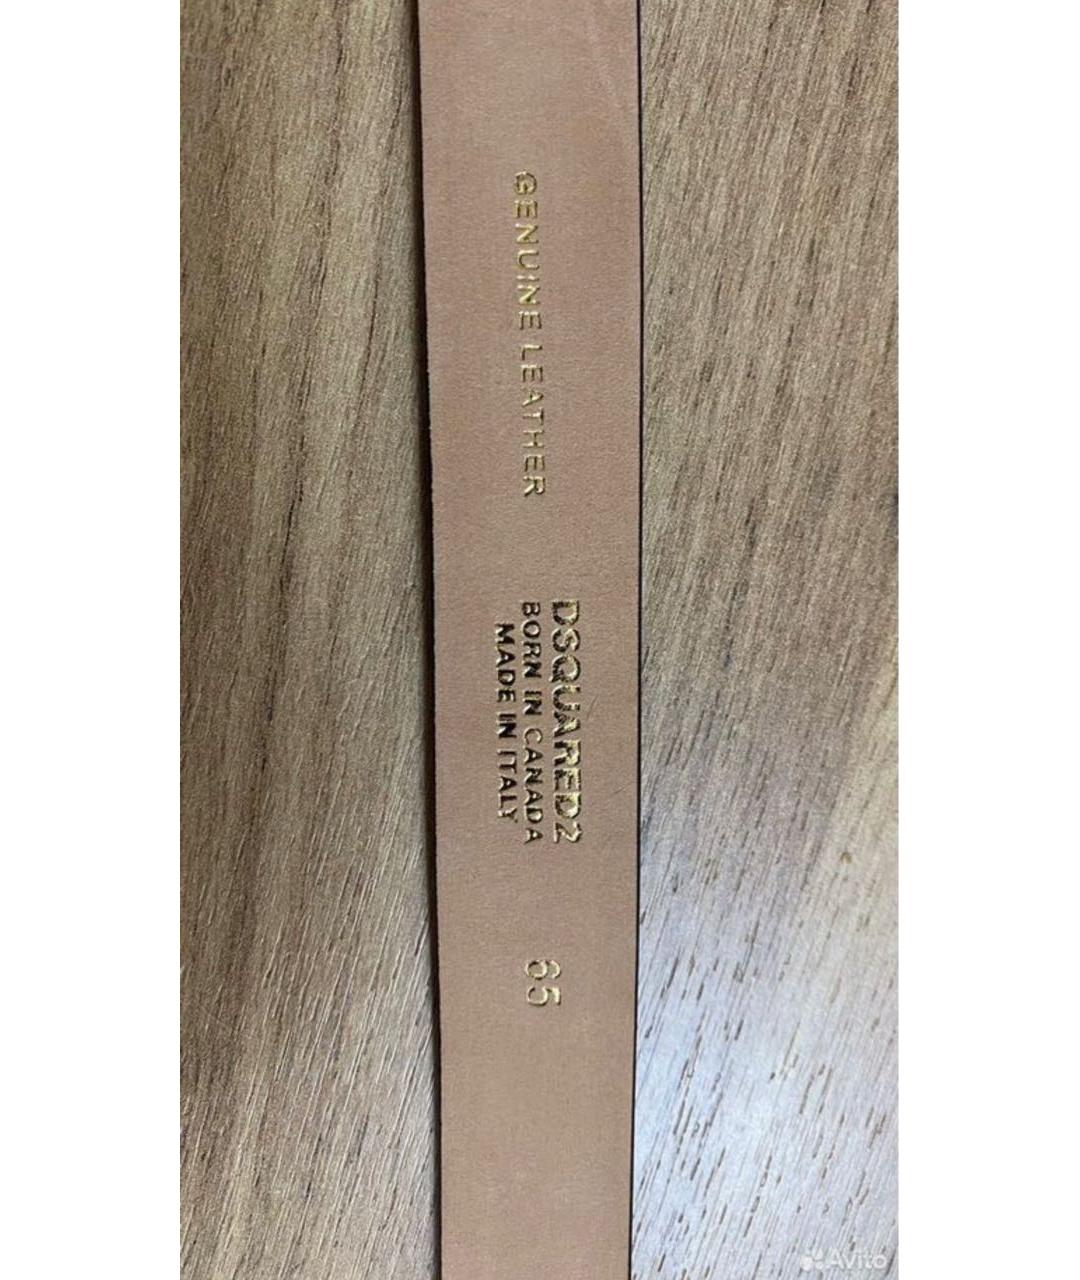 GENUINE LEATHER
DSQUARED2
BORN IN CANADA
MADE IN ITALY
65
Avito